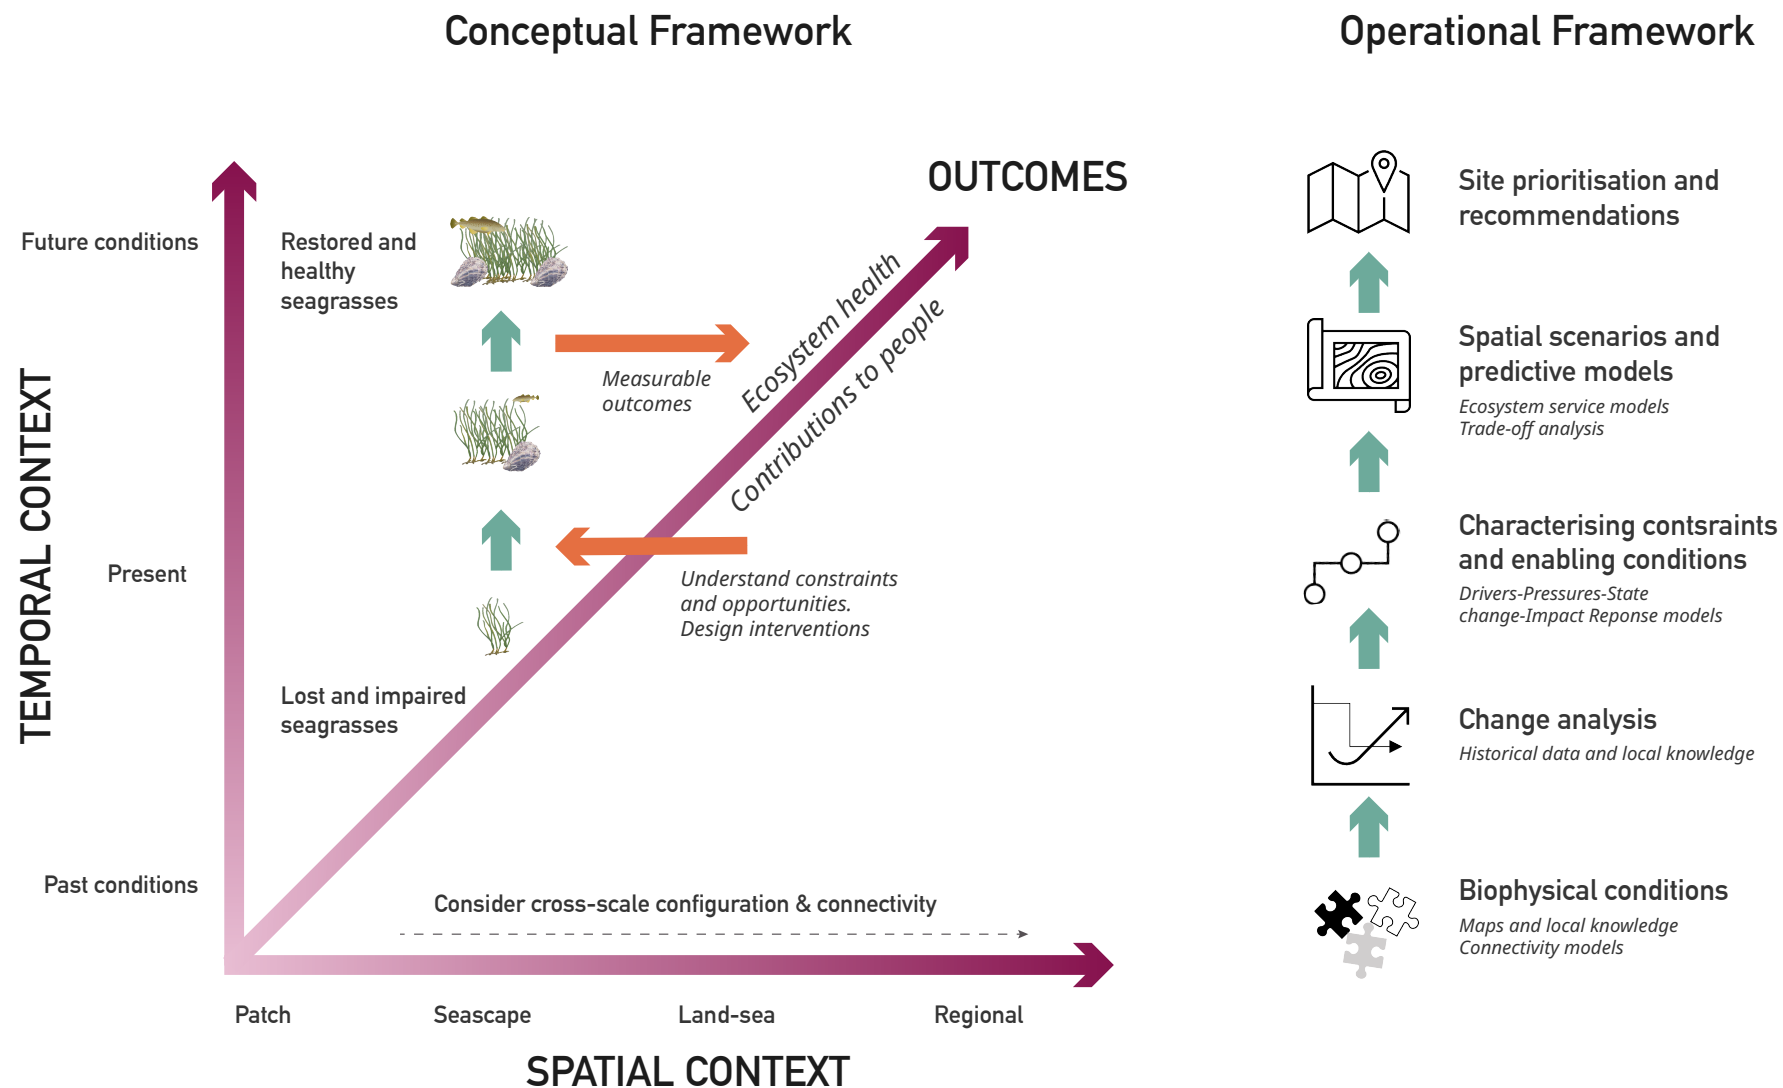 Conceptual Framework
Operational Framework
OUTCOMES
TEMPORAL CONTEXT
Future conditions
Present
Past conditions
Restored and
healthy
seagrasses
Measurable
outcomes
Ecosystem health
Contributions to people
Understand constraints
and opportunities.
Design interventions
Lost and impaired
seagrasses
Consider cross-scale configuration & connectivity
Patch
Seascape
Land-sea
Regional
SPATIAL CONTEXT
Site prioritisation and
recommendations
Spatial scenarios and
predictive models
Ecosystem service models
Trade-off analysis
Characterising contsraints
and enabling conditions
Drivers-Pressures-State
change-Impact Reponse models
Change analysis
Historical data and local knowledge
Biophysical conditions
Maps and local knowledge
Connectivity models